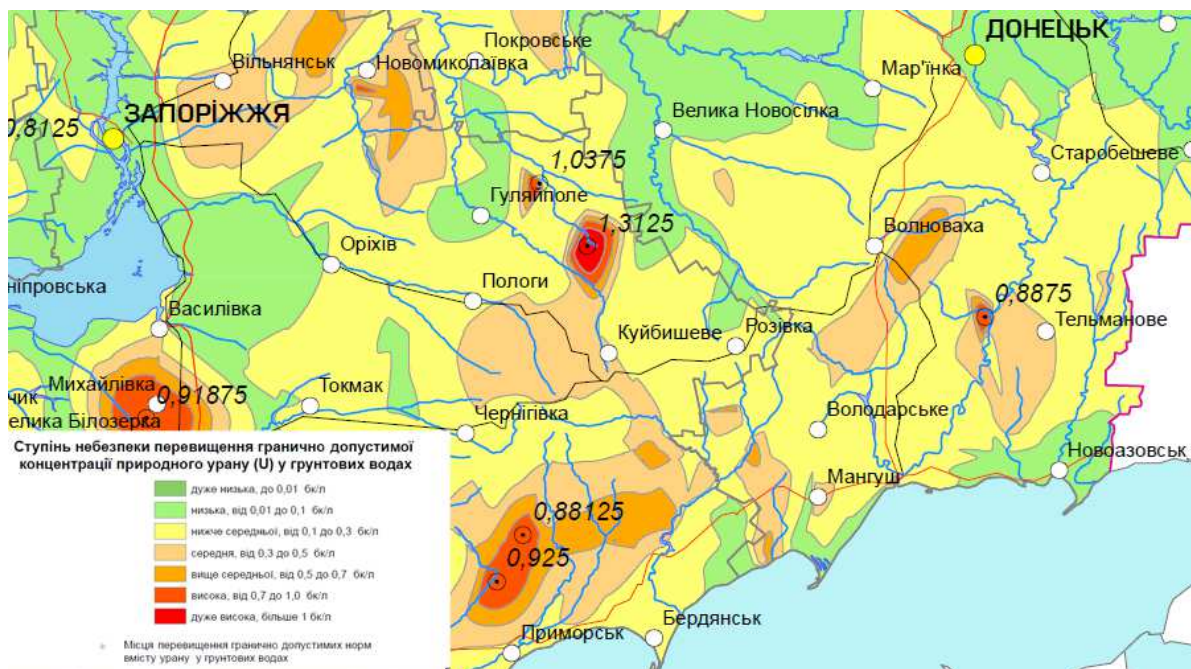 Покровське
ДОНЕЦЬК
Вільнянськ
Новомиколаївка
Мар'їнка
ЗАПОРІЖЖЯ
Велика Новосілка
0,8125
1,0375
Старобешеве
Гуляйполе
1,3125
Оріхів
Волноваха
ніпровська
Пологи
0,8875
Василівка
Куйбишеве
Розівка
Тельманове
Михайлівка
0,91875
чик
Токмак
елика Білозерка
Чернігівка
Володарське
Новоазовськ
Мангуш
0,88125
0,925
Приморськ
Бердянськ
Ступінь небезпеки перевищення гранично допустимої
концентрації природного урану (U) у грунтових водах
дуже низька, до 0,01 бк/л
низька, від 0,01 до 0,1 бк/л
нижче середньої, від 0,1 до 0,3 бк/л
середня, від 0,3 до 0,5 бк/л
вище середньої, від 0,5 до 0,7 бк/л
висока, від 0,7 до 1,0 бк/л
дуже висока, більше 1 бк/л
Місця перевищення гранично допустимих норм
вмісту урану у грунтових водах